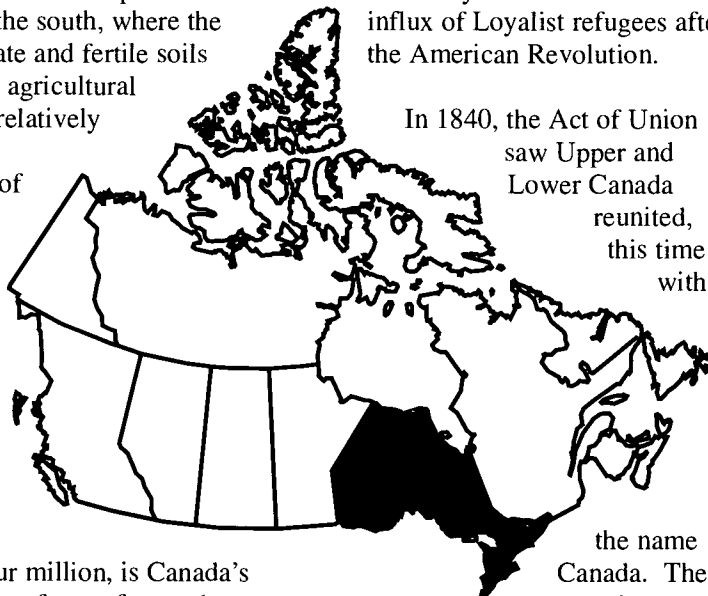 the south, where the
ate and fertile soils
agricultural
relatively
of
ur million, is Canada's
influx of Loyalist refugees afte
the American Revolution.
In 1840, the Act of Union
saw Upper and
Lower Canada
reunited,
this time
with
the name
Canada. The